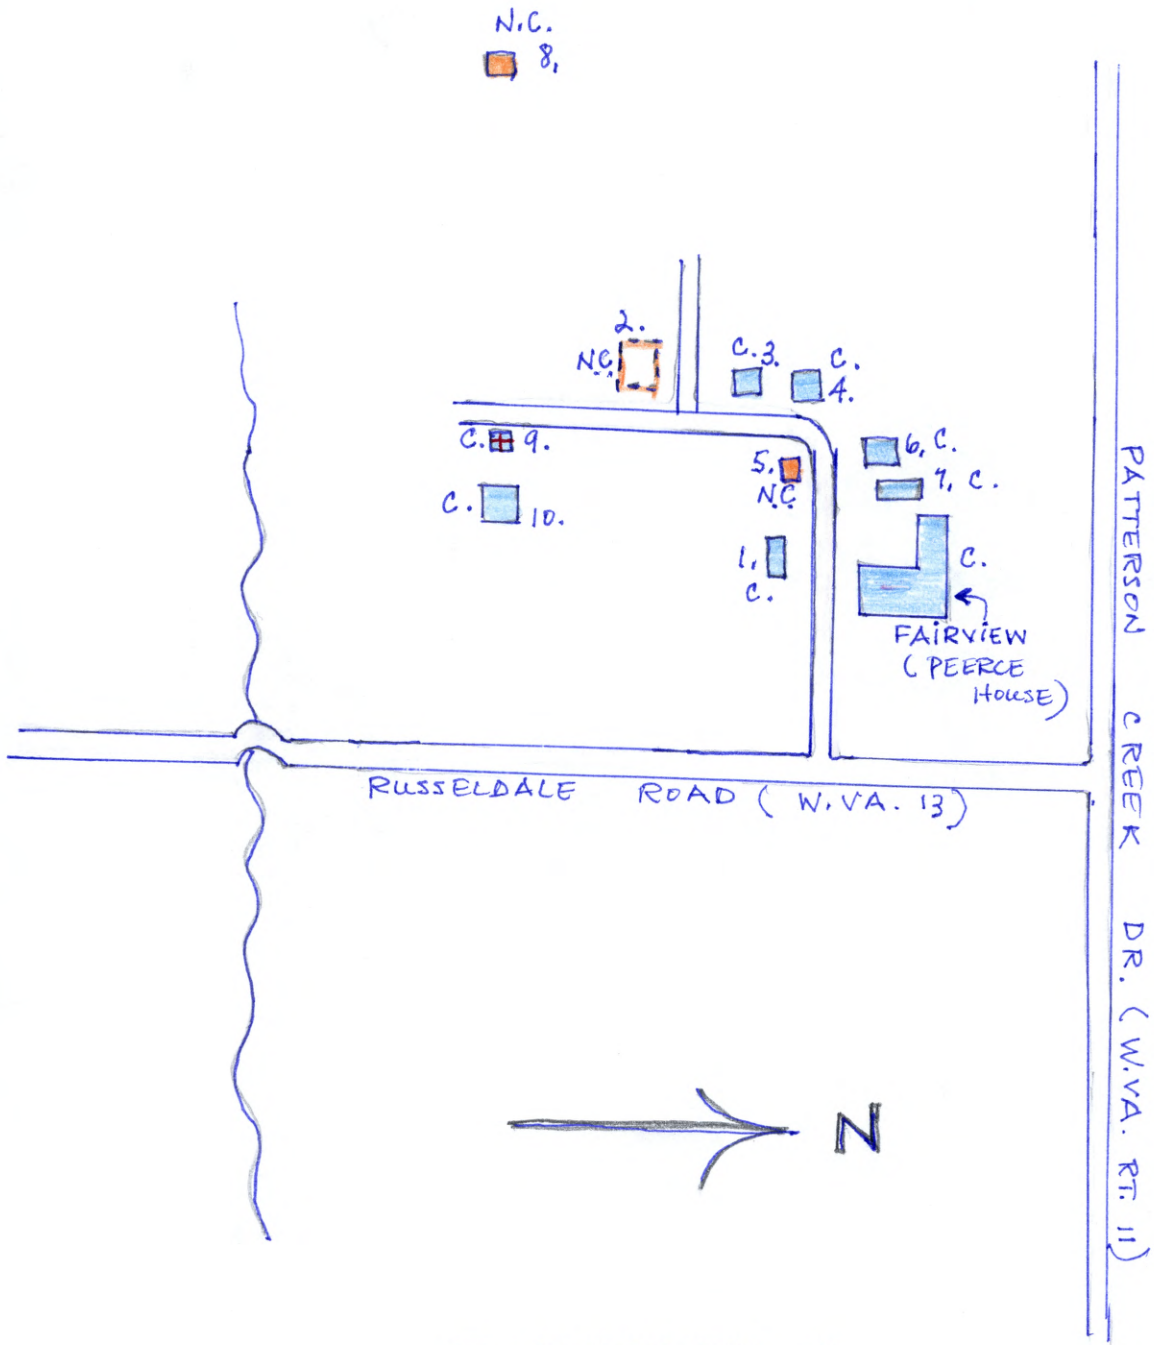 N.C.
8.
2.
N.C.
C. 3.
C.
4.
C. 9.
5.
N.C.
6. C.
7. C.
C. 10.
1.
C.
C.
FAIRVIEW
( PEERCE
HOUSE)
RUSSELDALE ROAD ( W.VA. 13)
PATTERSON CREEK DR. (W.VA. RT. 11)
N